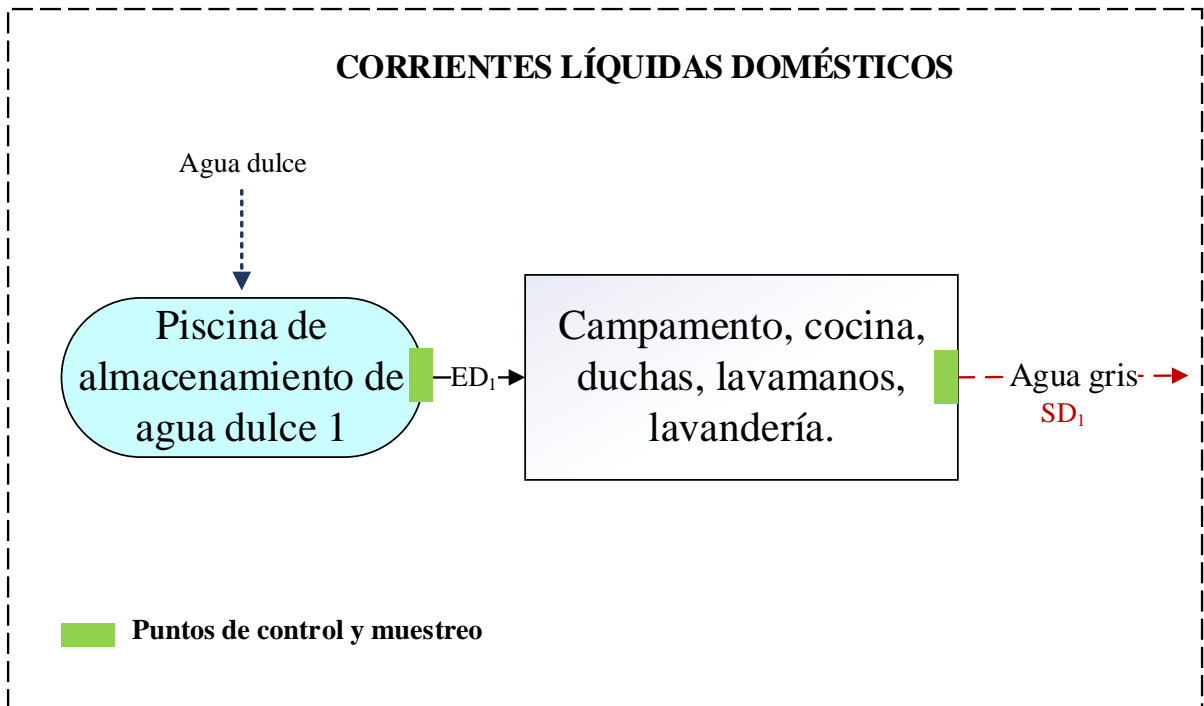 CORRIENTES LÍQUIDAS DOMÉSTICOS
Agua dulce
Piscina de
almacenamiento de
agua dulce 1
ED₁
Campamento, cocina,
duchas, lavamanos,
lavandería.
Agua gris
SD₁
Puntos de control y muestreo